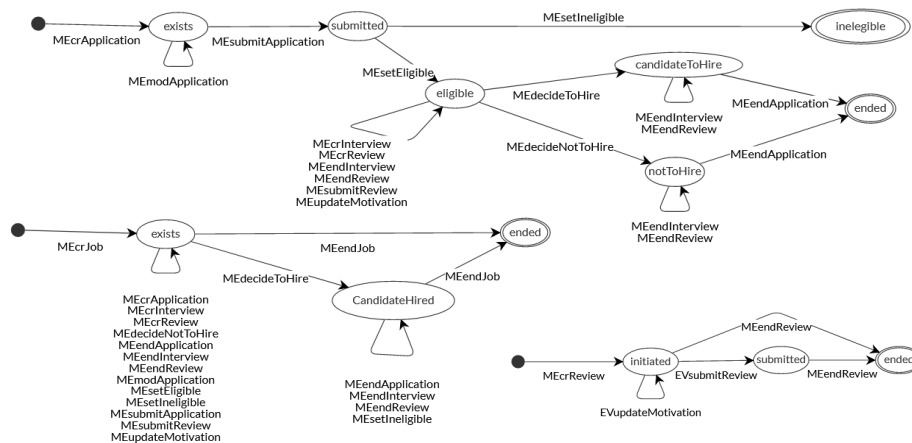 MEcrApplication
exists
MEmodApplication
MEsubmitApplication
submitted
MEsetIneligible
inelegible
MEsetEligible
eligible
MEcrInterview
MEcrReview
MEendInterview
MEendReview
MEsubmitReview
MEupdateMotivation
MEdecideToHire
candidateToHire
MEendInterview
MEendReview
MEendApplication
ended
MEdecideNotToHire
notToHire
MEendInterview
MEendReview
MEendApplication
MEcrJob
exists
MEcrApplication
MEcrInterview
MEcrReview
MEdecideNotToHire
MEendApplication
MEendInterview
MEendReview
MEmodApplication
MEsetEligible
MEsetIneligible
MEsubmitApplication
MEsubmitReview
MEupdateMotivation
MEendJob
ended
MEdecideToHire
CandidateHired
MEendJob
MEendApplication
MEendInterview
MEendReview
MEsetIneligible
MEcrReview
initiated
EVupdateMotivation
MEendReview
EVsubmitReview
submitted
MEendReview
ended